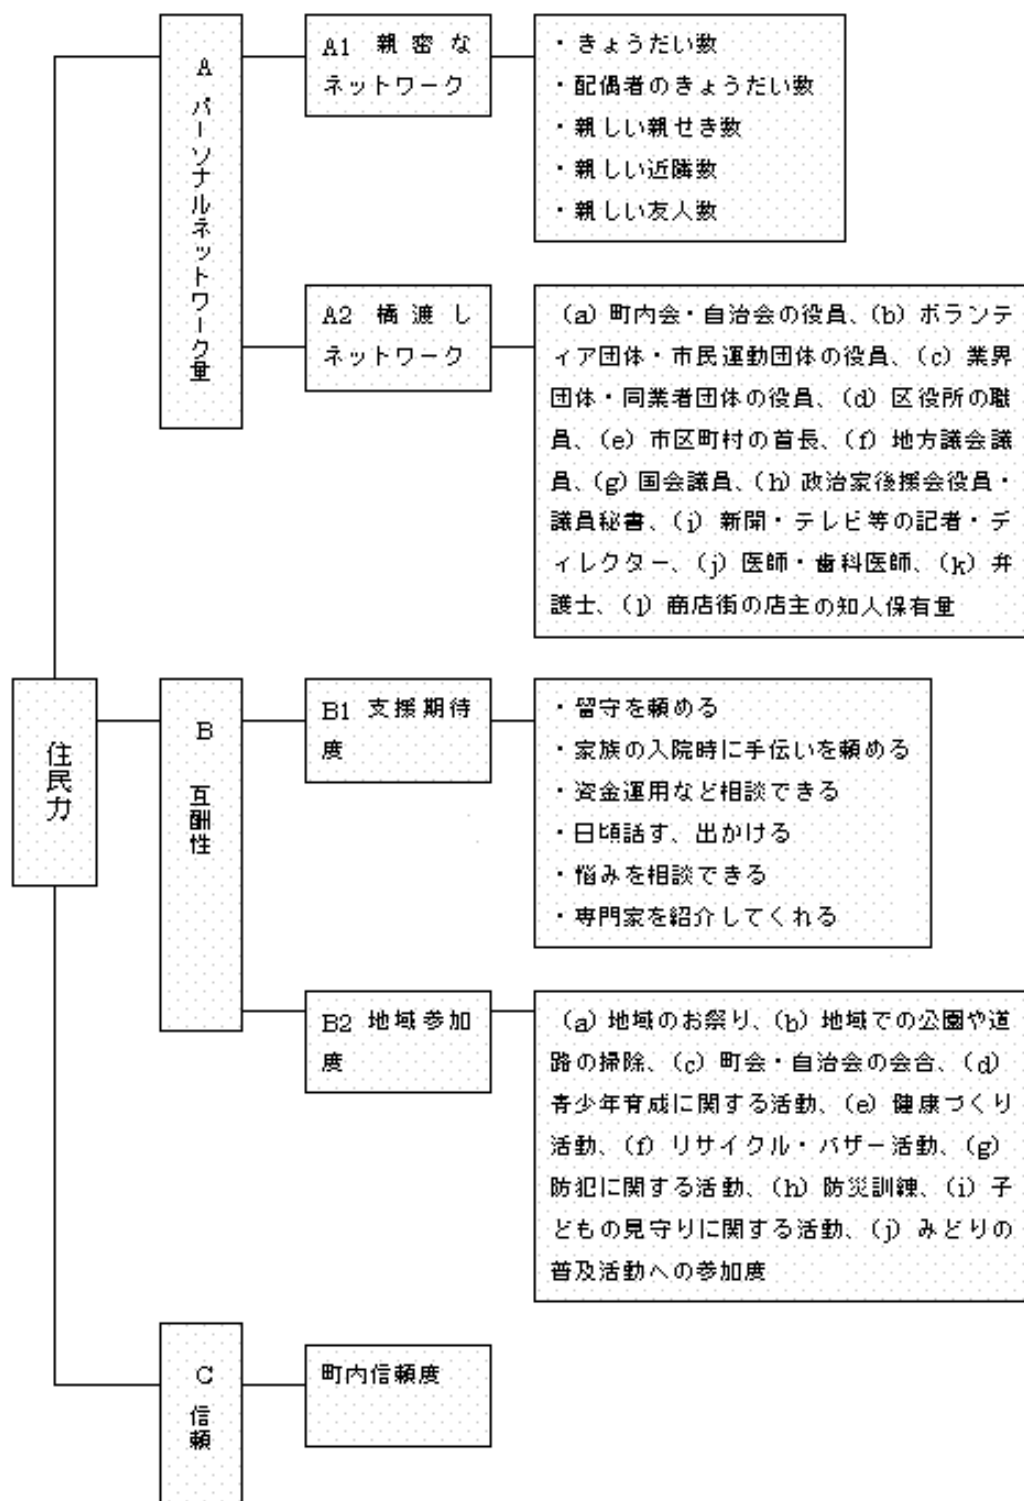 A1 親密な
ネットワーク
・きょうだい数
・配偶者のきょうだい数
・親しい親せき数
・親しい近隣数
・親しい友人数
A パーソナルネットワーク量
A2 橋渡し
ネットワーク
(a) 町内会・自治会の役員、(b) ボランテ
ィア団体・市民運動団体の役員、(c) 業界
団体・同業者団体の役員、(d) 区役所の職
員、(e) 市区町村の首長、(f) 地方議会議
員、(g) 国会議員、(h) 政治家後援会役員・
議員秘書、(i) 新聞・テレビ等の記者・デ
ィレクター、(j) 医師・歯科医師、(k) 弁
護士、(l) 商店街の店主の知人保有量
住民力
B 互酬性
B1 支援期待
度
・留守を頼める
・家族の入院時に手伝いを頼める
・資金運用など相談できる
・日頃話す、出かける
・悩みを相談できる
・専門家を紹介してくれる
B2 地域参加
度
(a) 地域のお祭り、(b) 地域での公園や道
路の掃除、(c) 町会・自治会の会合、(d)
青少年育成に関する活動、(e) 健康づくり
活動、(f) リサイクル・バザー活動、(g)
防犯に関する活動、(h) 防災訓練、(i) 子
どもの見守りに関する活動、(j) みどりの
普及活動への参加度
C 信頼
町内信頼度